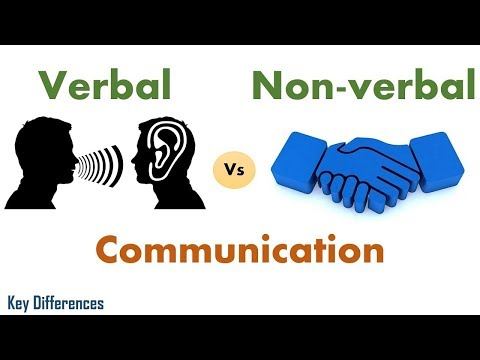 Verbal Non-verbal
Vs
Communication
Key Differences